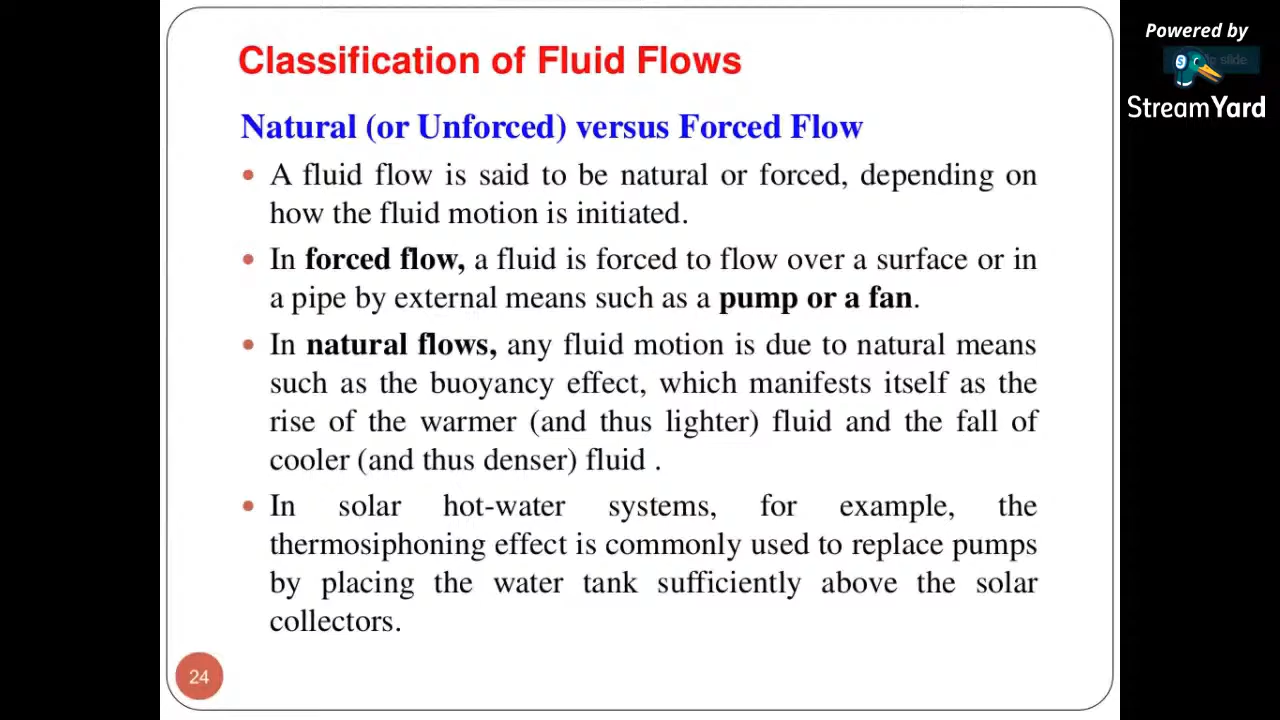 Powered by
slide
StreamYard
Classification of Fluid Flows
Natural (or Unforced) versus Forced Flow
• A fluid flow is said to be natural or forced, depending on
how the fluid motion is initiated.
• In forced flow, a fluid is forced to flow over a surface or in
a pipe by external means such as a pump or a fan.
• In natural flows, any fluid motion is due to natural means
such as the buoyancy effect, which manifests itself as the
rise of the warmer (and thus lighter) fluid and the fall of
cooler (and thus denser) fluid .
• In solar hot-water systems, for example, the
thermosiphoning effect is commonly used to replace pumps
by placing the water tank sufficiently above the solar
collectors.
24